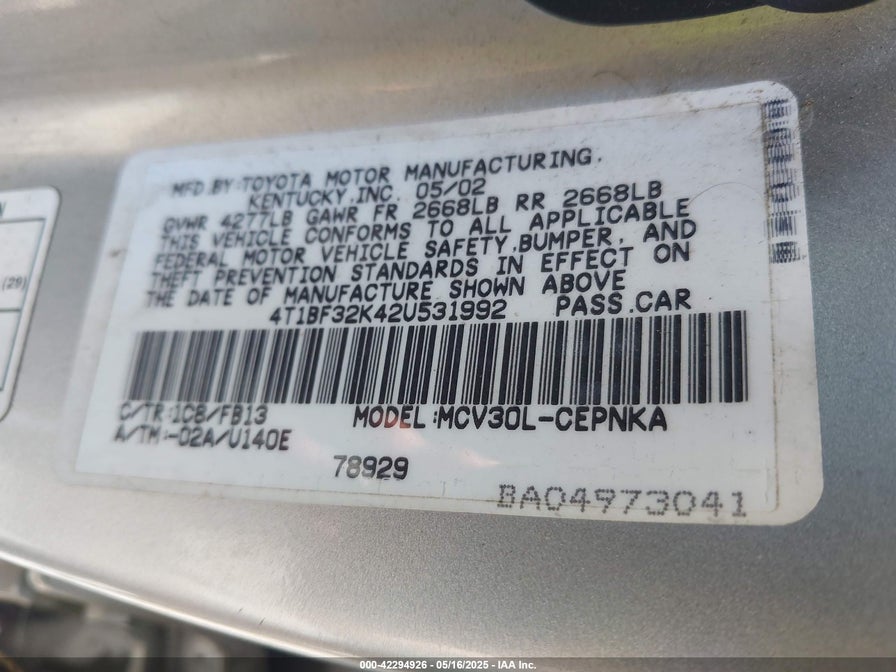 MFD.BY:TOYOTA MOTOR MANUFACTURING,
KENTUCKY,INC. 05/02
GVWR 4277LB GAWR FR 2668LB RR 2668LB
THIS VEHICLE CONFORMS TO ALL APPLICABLE
FEDERAL MOTOR VEHICLE SAFETY,BUMPER, AND
THEFT PREVENTION STANDARDS IN EFFECT ON
THE DATE OF MANUFACTURE SHOWN ABOVE
4T1BF32K42U531992 PASS.CAR
C/TR:1C8/FB13 MODEL:MCV30L-CEPNKA
A/TM:-02A/U140E
78929
BA04973041
N
(29)
000-42294926 - 05/16/2025 - IAA Inc.